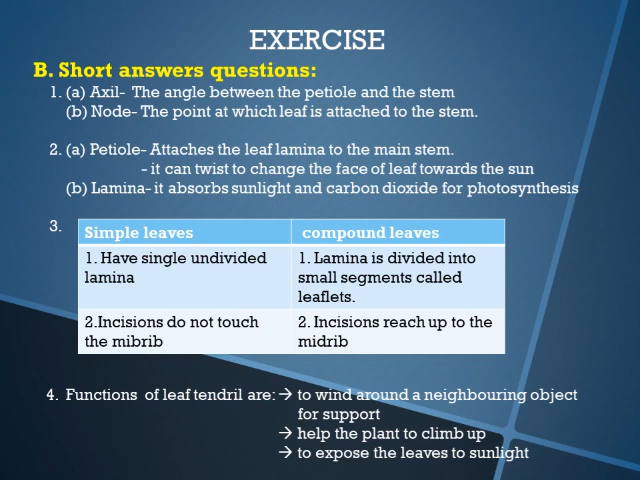 EXERCISE
B. Short answers questions:
1. (a) Axil- The angle between the petiole and the stem
(b) Node- The point at which leaf is attached to the stem.
2. (a) Petiole- Attaches the leaf lamina to the main stem.
- it can twist to change the face of leaf towards the sun
(b) Lamina- it absorbs sunlight and carbon dioxide for photosynthesis
3.
Simple leaves
compound leaves
1. Have single undivided
lamina
1. Lamina is divided into
small segments called
leaflets.
2.Incisions do not touch
the mibrib
2. Incisions reach up to the
midrib
4. Functions of leaf tendril are: → to wind around a neighbouring object
for support
→ help the plant to climb up
→ to expose the leaves to sunlight